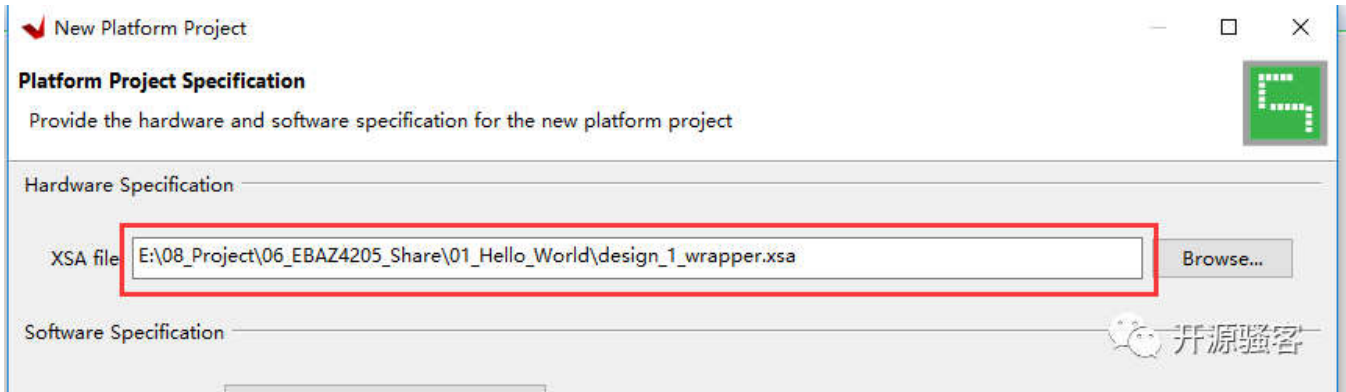 New Platform Project
Platform Project Specification
Provide the hardware and software specification for the new platform project
Hardware Specification
XSA file
E:\08_Project\06_EBAZ4205_Share\01_Hello_World\design_1_wrapper.xsa
Browse...
Software Specification
开源骚客